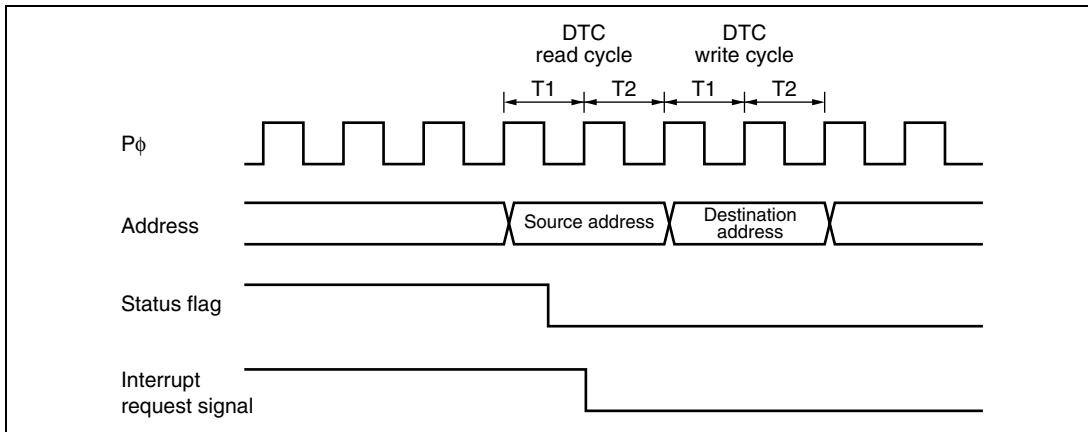 DTC
read cycle
DTC
write cycle
T1
T2
T1
T2
Pϕ
Address
Source address
Destination
address
Status flag
Interrupt
request signal